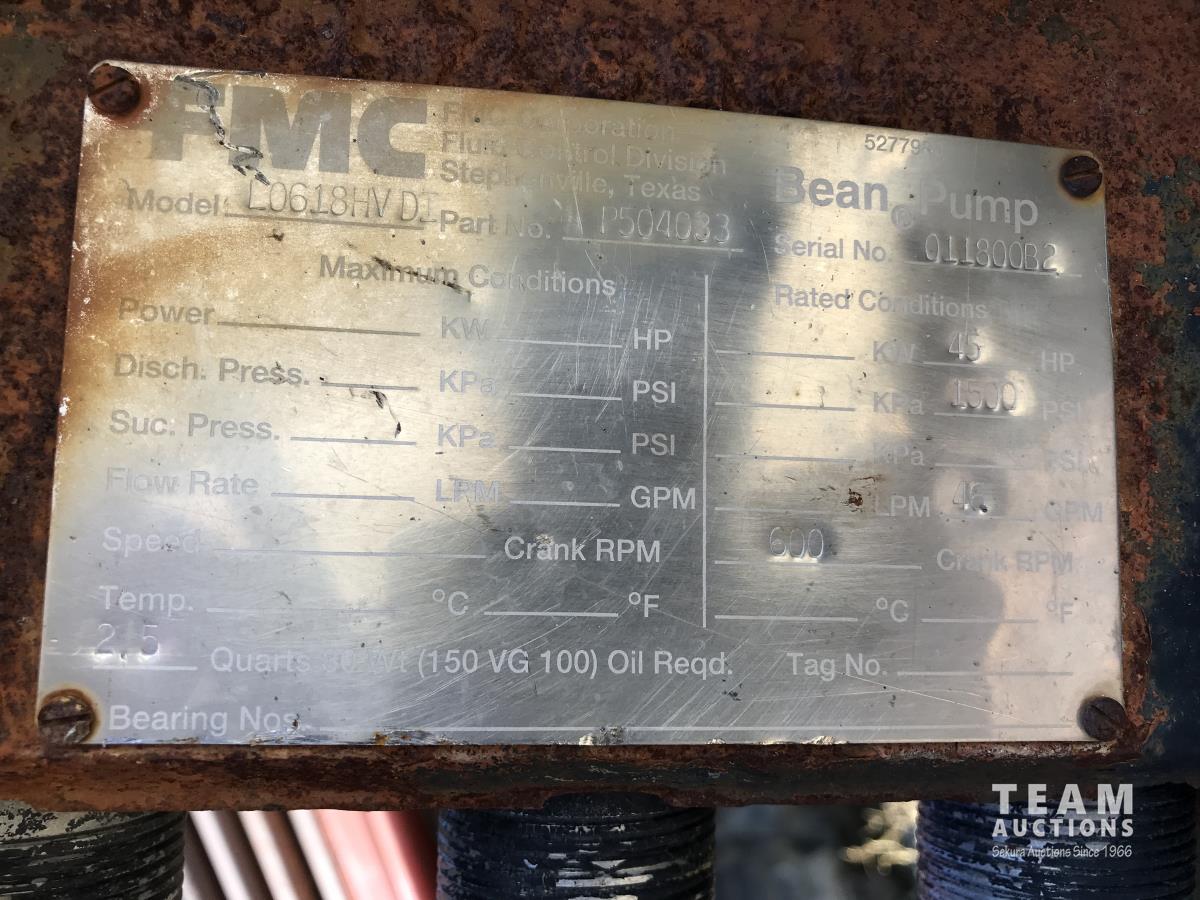 FMC
FMC Corporation
Fluid Control Division
Stephenville, Texas
52779
Bean® Pump
Model L0618HV DI Part No. P504033 Serial No. 011800B2
Maximum Conditions Rated Conditions
Power KW HP KW 45 HP
Disch. Press. KPa PSI KPa 1500 PSI
Suc. Press. KPa PSI KPa PSI
Flow Rate LPM GPM LPM 46 GPM
Speed Crank RPM 600 Crank RPM
Temp. °C °F °C °F
2.5 Quarts 30 Wt (150 VG 100) Oil Reqd. Tag No.
Bearing Nos.
TEAM
AUCTIONS
Sekura Auctions Since 1966